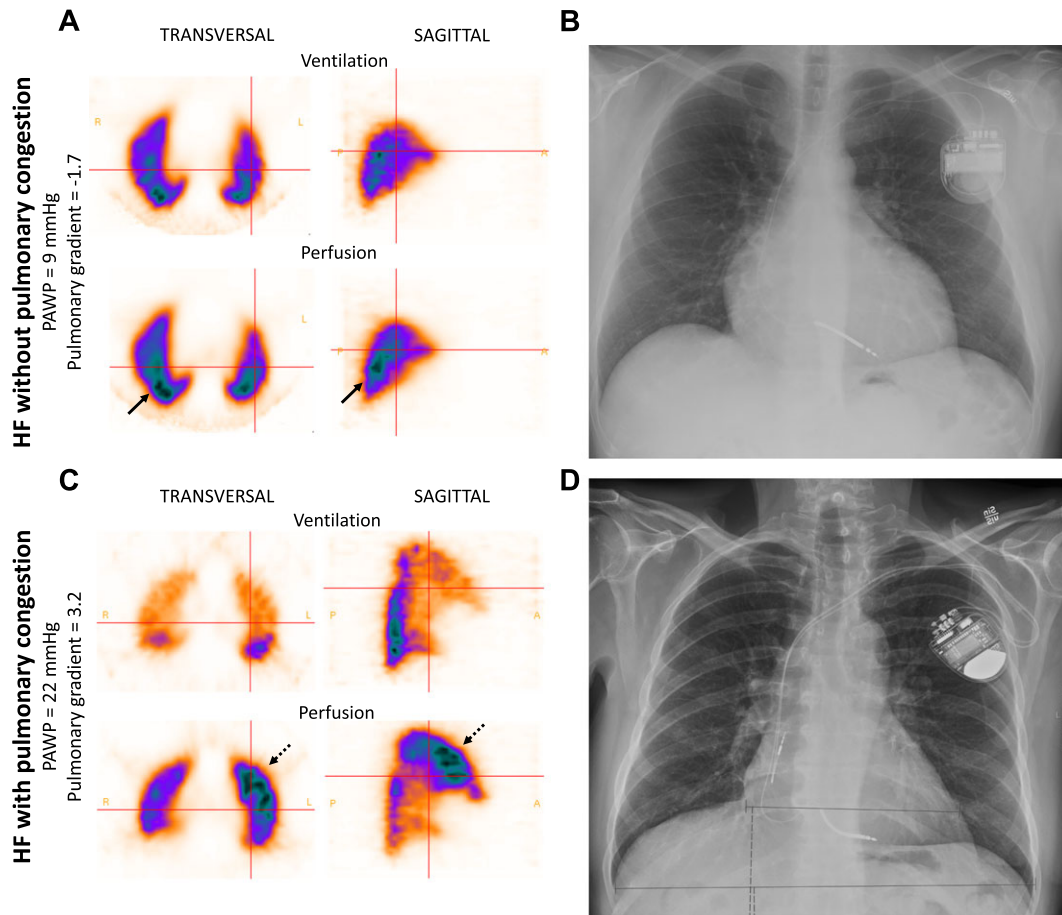 A
TRANSVERSAL
SAGITTAL
Ventilation
R
L
P
A
Perfusion
L
P
A
HF without pulmonary congestion
PAWP = 9 mmHg
Pulmonary gradient = -1.7
B
C
TRANSVERSAL
SAGITTAL
Ventilation
R
L
P
A
Perfusion
R
L
P
A
HF with pulmonary congestion
PAWP = 22 mmHg
Pulmonary gradient = 3.2
D